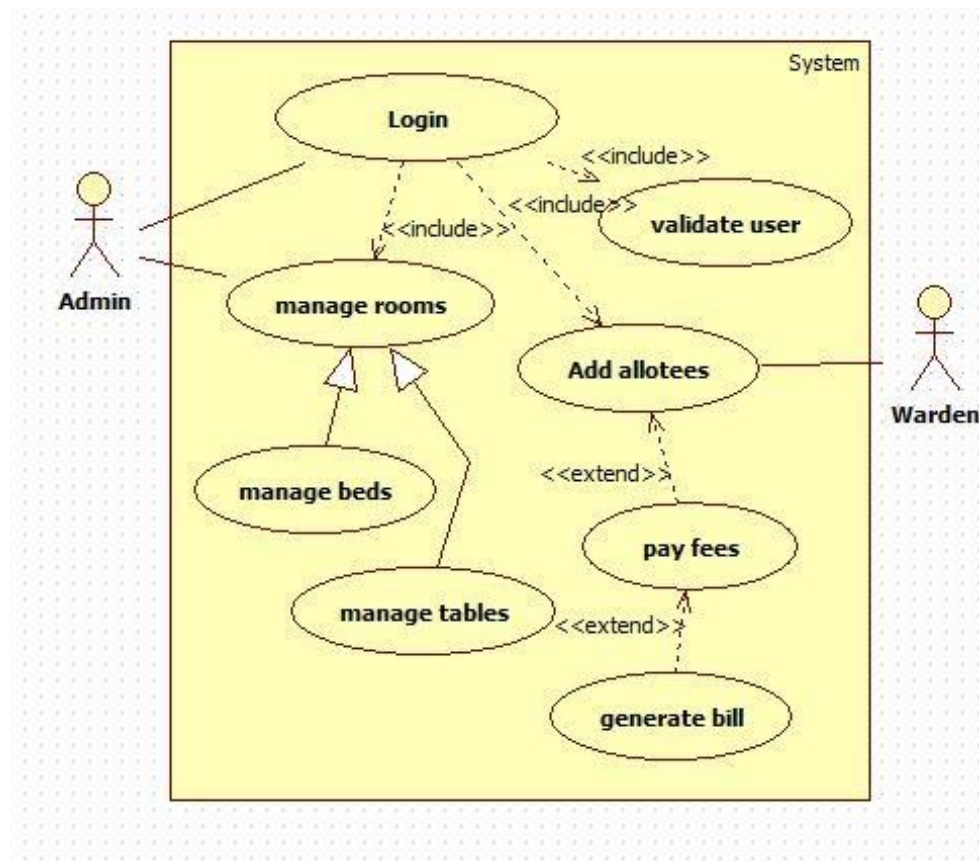 System
Login
<<include>>
<<include>>
<<include>>
validate user
Admin
manage rooms
Add allotees
Warden
manage beds
<<extend>>
pay fees
manage tables
<<extend>>
generate bill